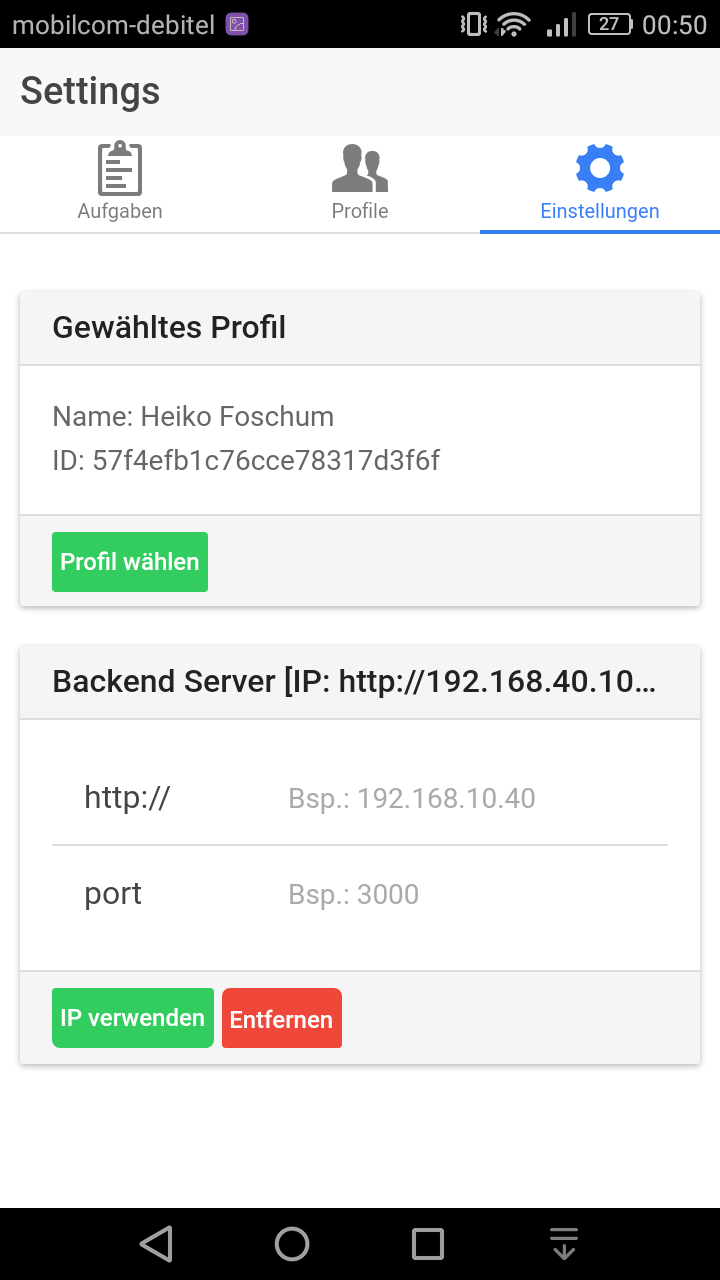 mobilcom-debitel 27 00:50
Settings
Aufgaben Profile Einstellungen
Gewähltes Profil
Name: Heiko Foschum
ID: 57f4efb1c76cce78317d3f6f
Profil wählen
Backend Server [IP: http://192.168.40.10...
http:// Bsp.: 192.168.10.40
port Bsp.: 3000
IP verwenden Entfernen